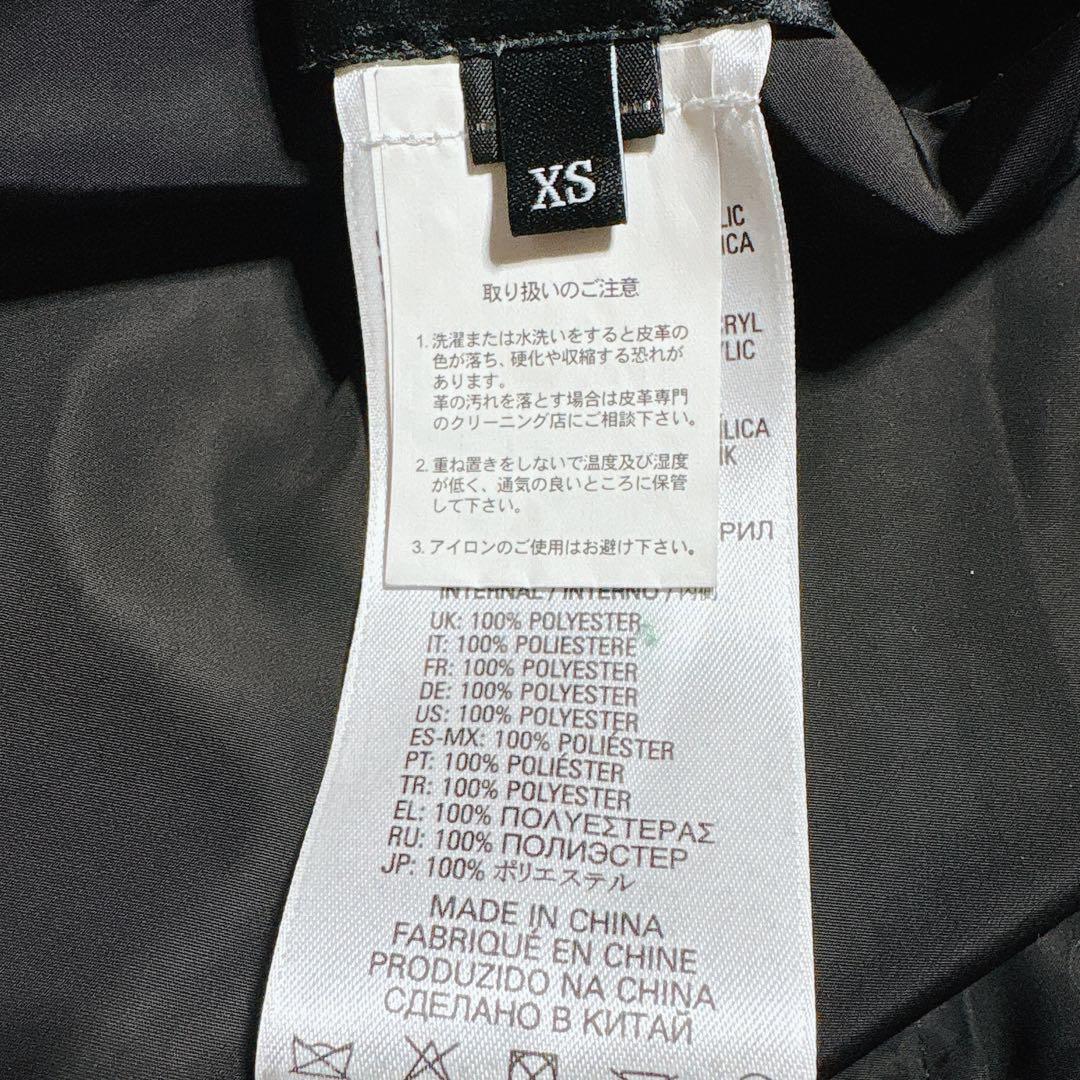 XS
取り扱いのご注意
1. 洗濯または水洗いをすると皮革の
色が落ち、硬化や収縮する恐れが
あります。
革の汚れを落とす場合は皮革専門
のクリーニング店にご相談下さい。
2. 重ね置きをしないで温度及び湿度
が低く、通気の良いところに保管
して下さい。
3. アイロンのご使用はお避け下さい。
INTERNAL / INTERNO /
UK: 100% POLYESTER
IT: 100% POLIESTERE
FR: 100% POLYESTER
DE: 100% POLYESTER
US: 100% POLYESTER
ES-MX: 100% POLIÉSTER
PT: 100% POLIÉSTER
TR: 100% POLYESTER
EL: 100% ΠΟΛΥΕΣΤΕΡΑΣ
RU: 100% ПОЛИЭСТЕР
JP: 100% ポリエステル
MADE IN CHINA
FABRIQUÉ EN CHINE
PRODUZIDO NA CHINA
СДЕЛАНО В КИТАЙ